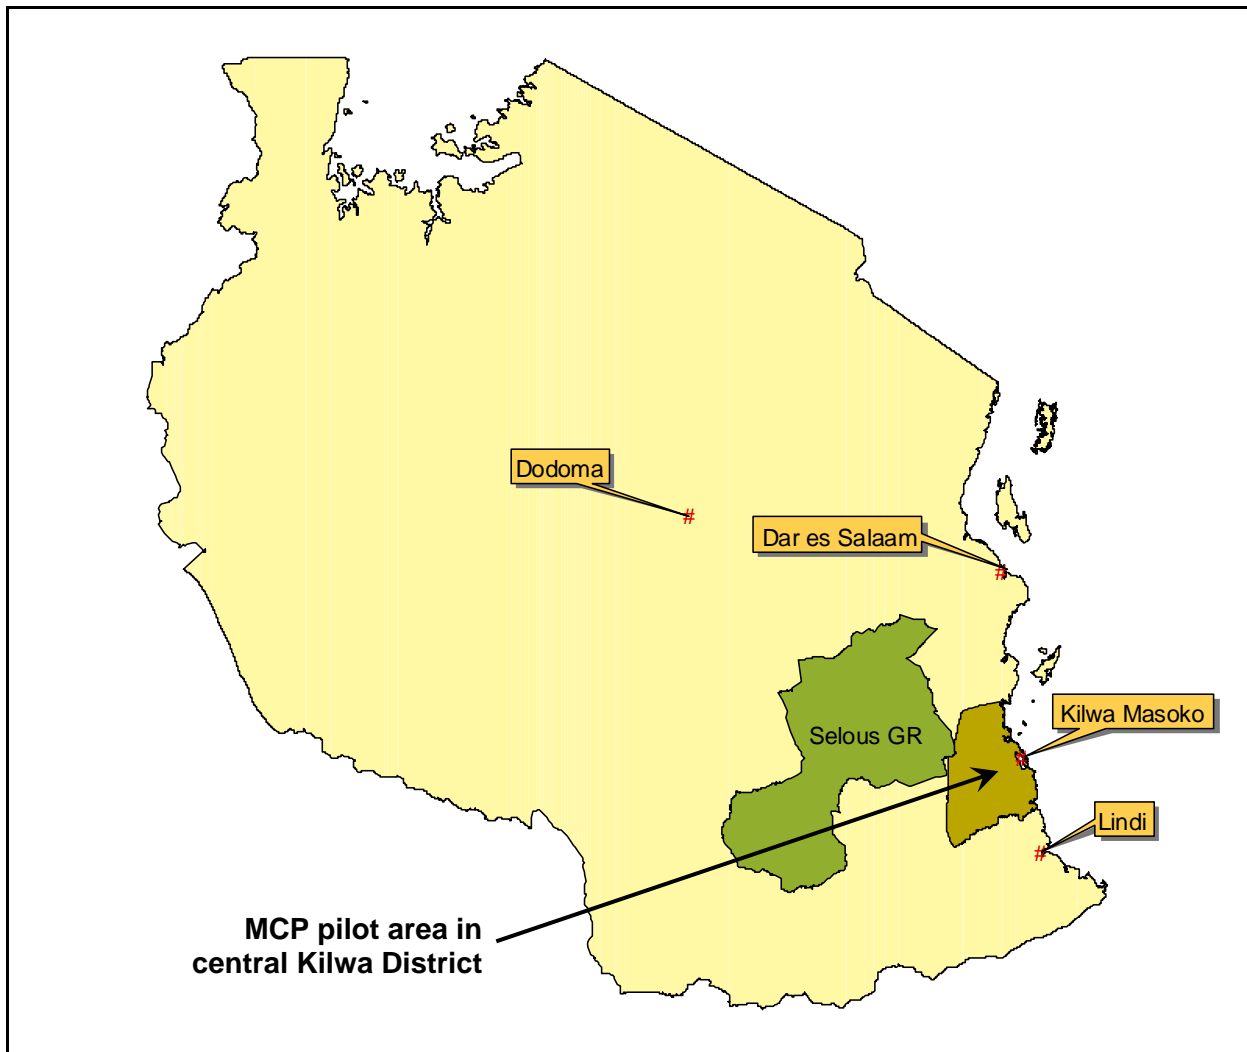 Dodoma
Dar es Salaam
Selous GR
Kilwa Masoko
Lindi
MCP pilot area in
central Kilwa District